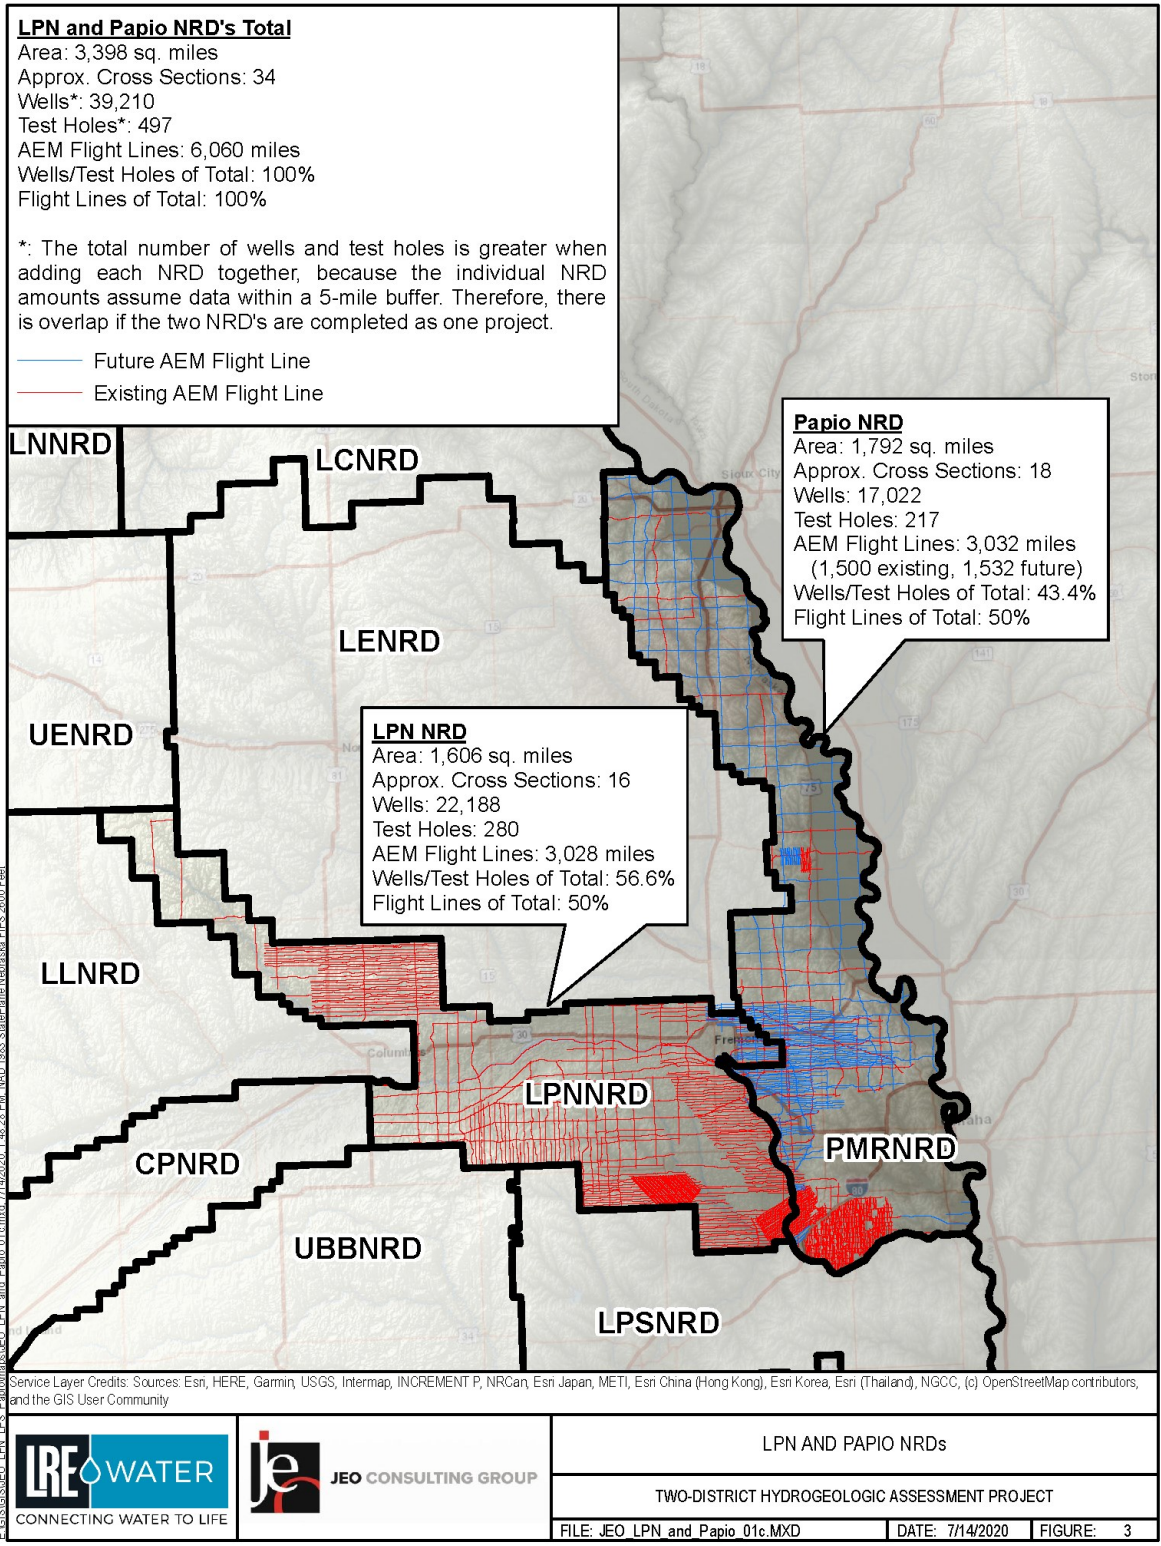 LPN and Papio NRD's Total
Area: 3,398 sq. miles
Approx. Cross Sections: 34
Wells*: 39,210
Test Holes*: 497
AEM Flight Lines: 6,060 miles
Wells/Test Holes of Total: 100%
Flight Lines of Total: 100%
*: The total number of wells and test holes is greater when
adding each NRD together, because the individual NRD
amounts assume data within a 5-mile buffer. Therefore, there
is overlap if the two NRD's are completed as one project.
Future AEM Flight Line
Existing AEM Flight Line
Papio NRD
Area: 1,792 sq. miles
Approx. Cross Sections: 18
Wells: 17,022
Test Holes: 217
AEM Flight Lines: 3,032 miles
(1,500 existing, 1,532 future)
Wells/Test Holes of Total: 43.4%
Flight Lines of Total: 50%
LNNRD
LCNRD
Sioux City
LENRD
UENRD
LPN NRD
Area: 1,606 sq. miles
Approx. Cross Sections: 16
Wells: 22,188
Test Holes: 280
AEM Flight Lines: 3,028 miles
Wells/Test Holes of Total: 56.6%
Flight Lines of Total: 50%
75
LLNRD
15
30
LPNNRD
PMRNRD
CPNRD
80
UBBNRD
LPSNRD
Service Layer Credits: Sources: Esri, HERE, Garmin, USGS, Intermap, INCREMENT P, NRCan, Esri Japan, METI, Esri China (Hong Kong), Esri Korea, Esri (Thailand), NGCC, (c) OpenStreetMap contributors,
and the GIS User Community
LRE WATER
CONNECTING WATER TO LIFE
jeo
JEO CONSULTING GROUP
LPN AND PAPIO NRDs
TWO-DISTRICT HYDROGEOLOGIC ASSESSMENT PROJECT
FILE: JEO_LPN_and_Papio_01c.MXD
DATE: 7/14/2020
FIGURE: 3